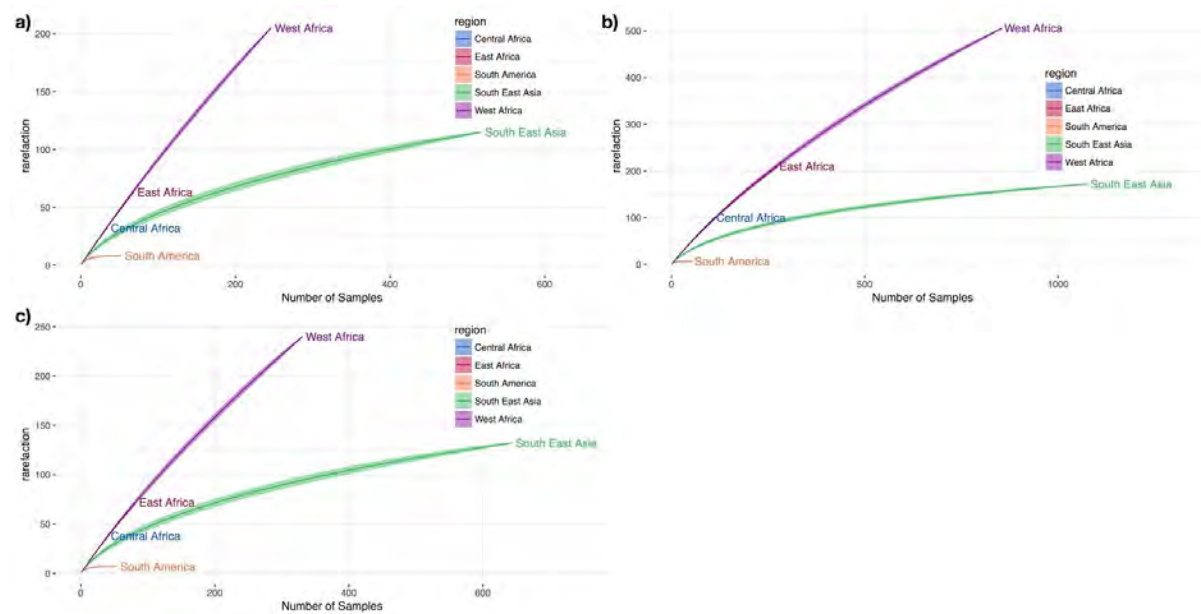 a)
West Africa
region
Central Africa
East Africa
South America
South East Asia
West Africa
200
150
100
50
0
rarefaction
South East Asia
East Africa
Central Africa
South America
0
200
400
600
Number of Samples
b)
West Africa
region
Central Africa
East Africa
South America
South East Asia
West Africa
500
400
300
200
100
0
rarefaction
East Africa
South East Asia
Central Africa
South America
0
500
1000
Number of Samples
c)
West Africa
region
Central Africa
East Africa
South America
South East Asia
West Africa
250
200
150
100
50
0
rarefaction
South East Asia
East Africa
Central Africa
South America
0
200
400
600
Number of Samples